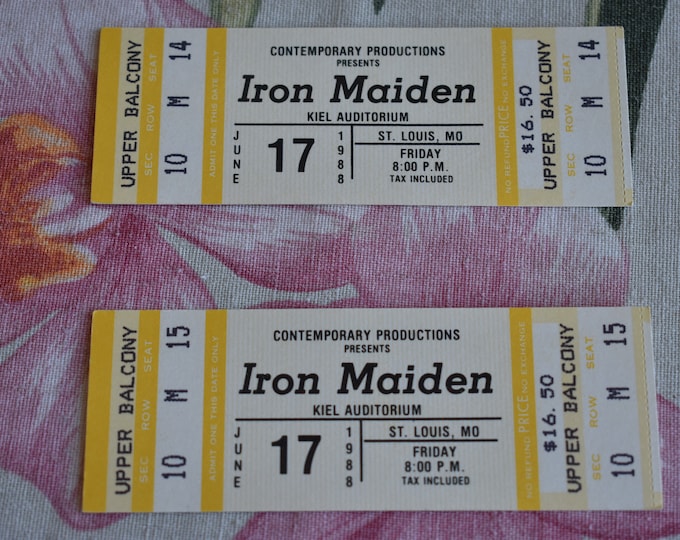 UPPER BALCONY
SEC ROW SEAT
10 M 14
ADMIT ONE THIS DATE ONLY
CONTEMPORARY PRODUCTIONS
PRESENTS
Iron Maiden
KIEL AUDITORIUM
JUNE 17 1988
ST. LOUIS, MO
FRIDAY
8:00 P.M.
TAX INCLUDED
NO REFUND PRICE NO EXCHANGE
$16.50
UPPER BALCONY
SEC ROW SEAT
10 M 14
UPPER BALCONY
SEC ROW SEAT
10 M 15
ADMIT ONE THIS DATE ONLY
CONTEMPORARY PRODUCTIONS
PRESENTS
Iron Maiden
KIEL AUDITORIUM
JUNE 17 1988
ST. LOUIS, MO
FRIDAY
8:00 P.M.
TAX INCLUDED
NO REFUND PRICE NO EXCHANGE
$16.50
UPPER BALCONY
10 M 15